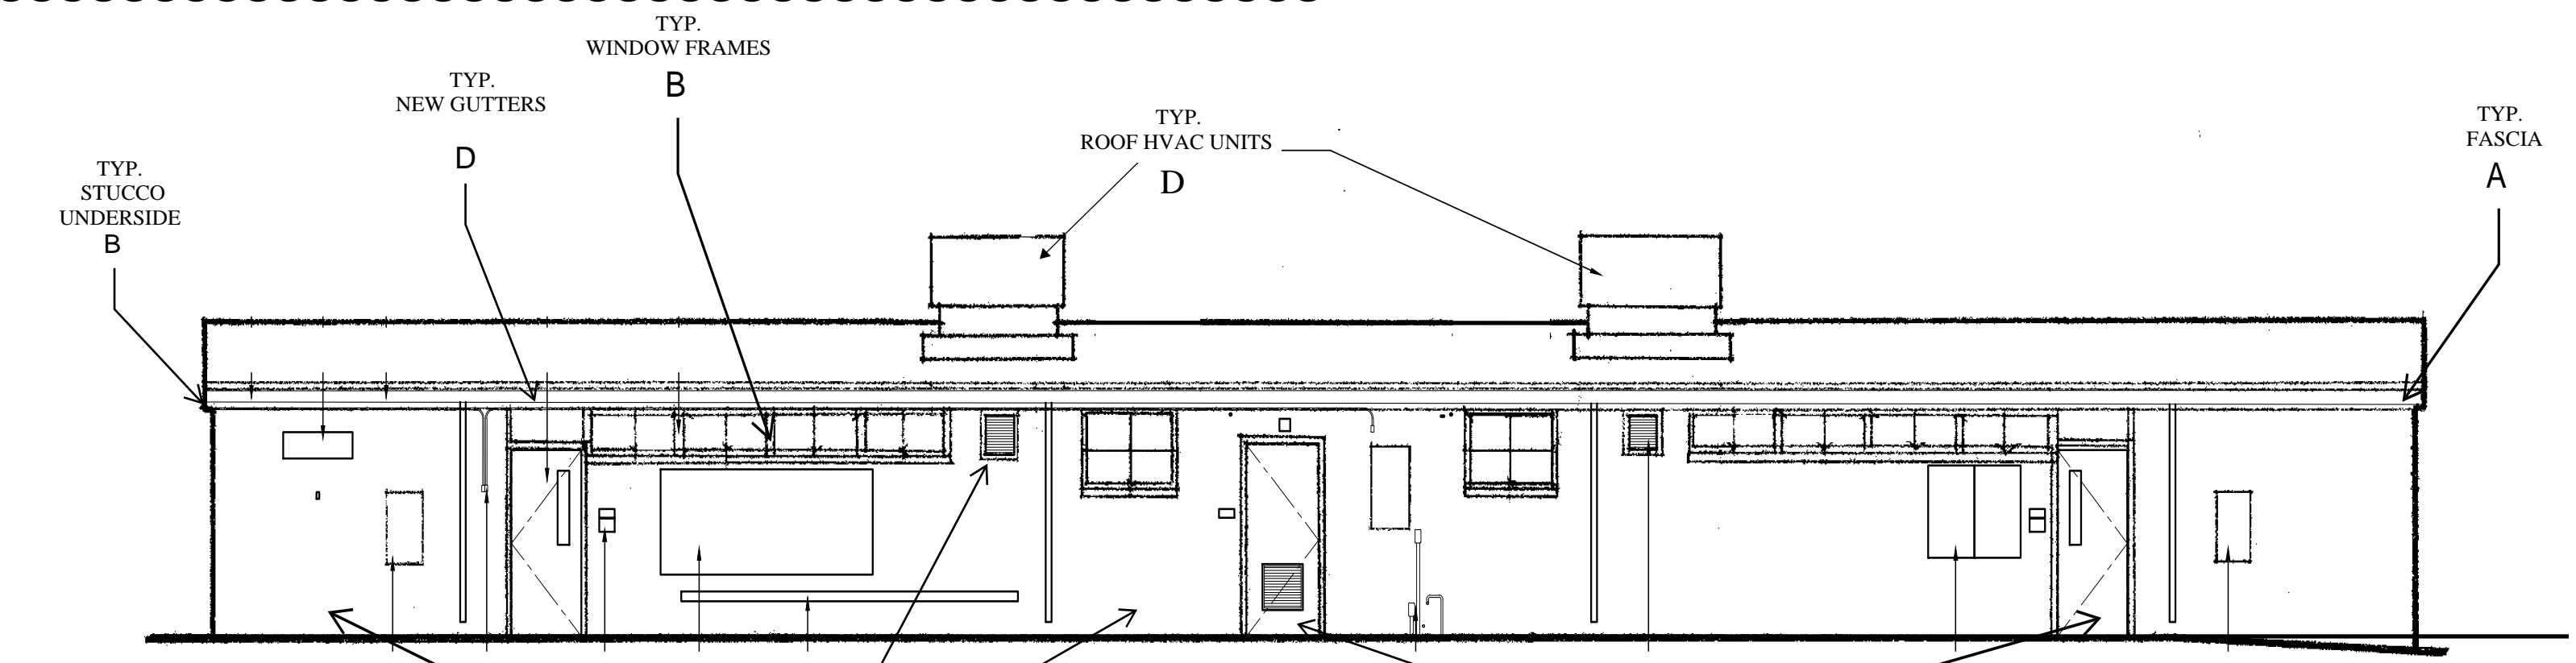 TYP.
WINDOW FRAMES
B
TYP.
NEW GUTTERS
D
TYP.
ROOF HVAC UNITS
D
TYP.
FASCIA
A
TYP.
STUCCO
UNDERSIDE
B